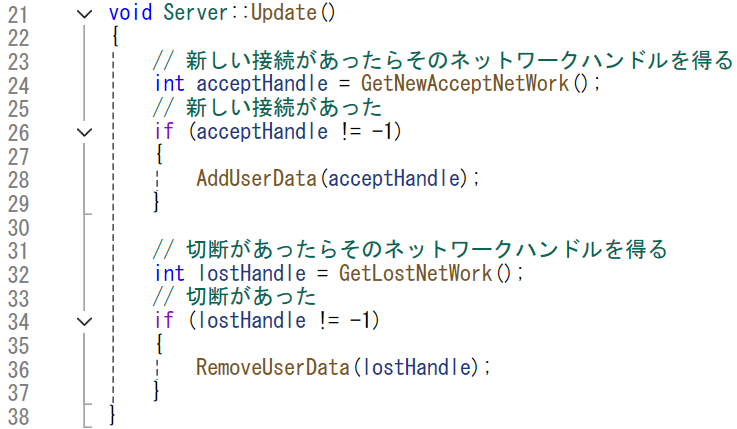 21 void Server::Update()
22 {
23 // 新しい接続があったらそのネットワークハンドルを得る
24 int acceptHandle = GetNewAcceptNetWork();
25 // 新しい接続があった
26 if (acceptHandle != -1)
27 {
28 AddUserData(acceptHandle);
29 }
30
31 // 切断があったらそのネットワークハンドルを得る
32 int lostHandle = GetLostNetWork();
33 // 切断があった
34 if (lostHandle != -1)
35 {
36 RemoveUserData(lostHandle);
37 }
38 }